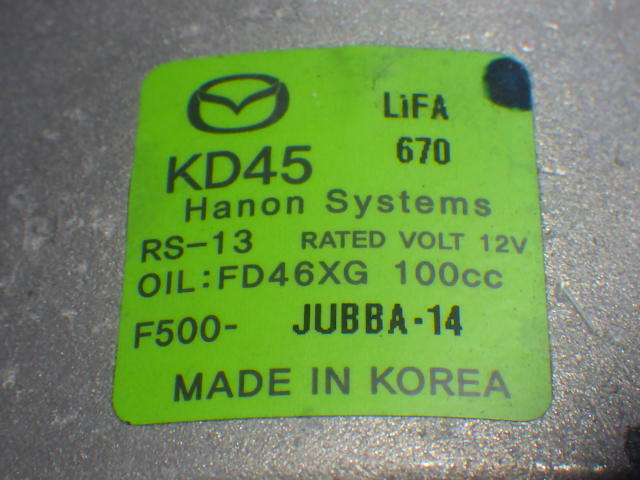 LiFA
670
KD45
Hanon Systems
RS-13 RATED VOLT 12V
OIL:FD46XG 100cc
F500- JUBBA-14
MADE IN KOREA